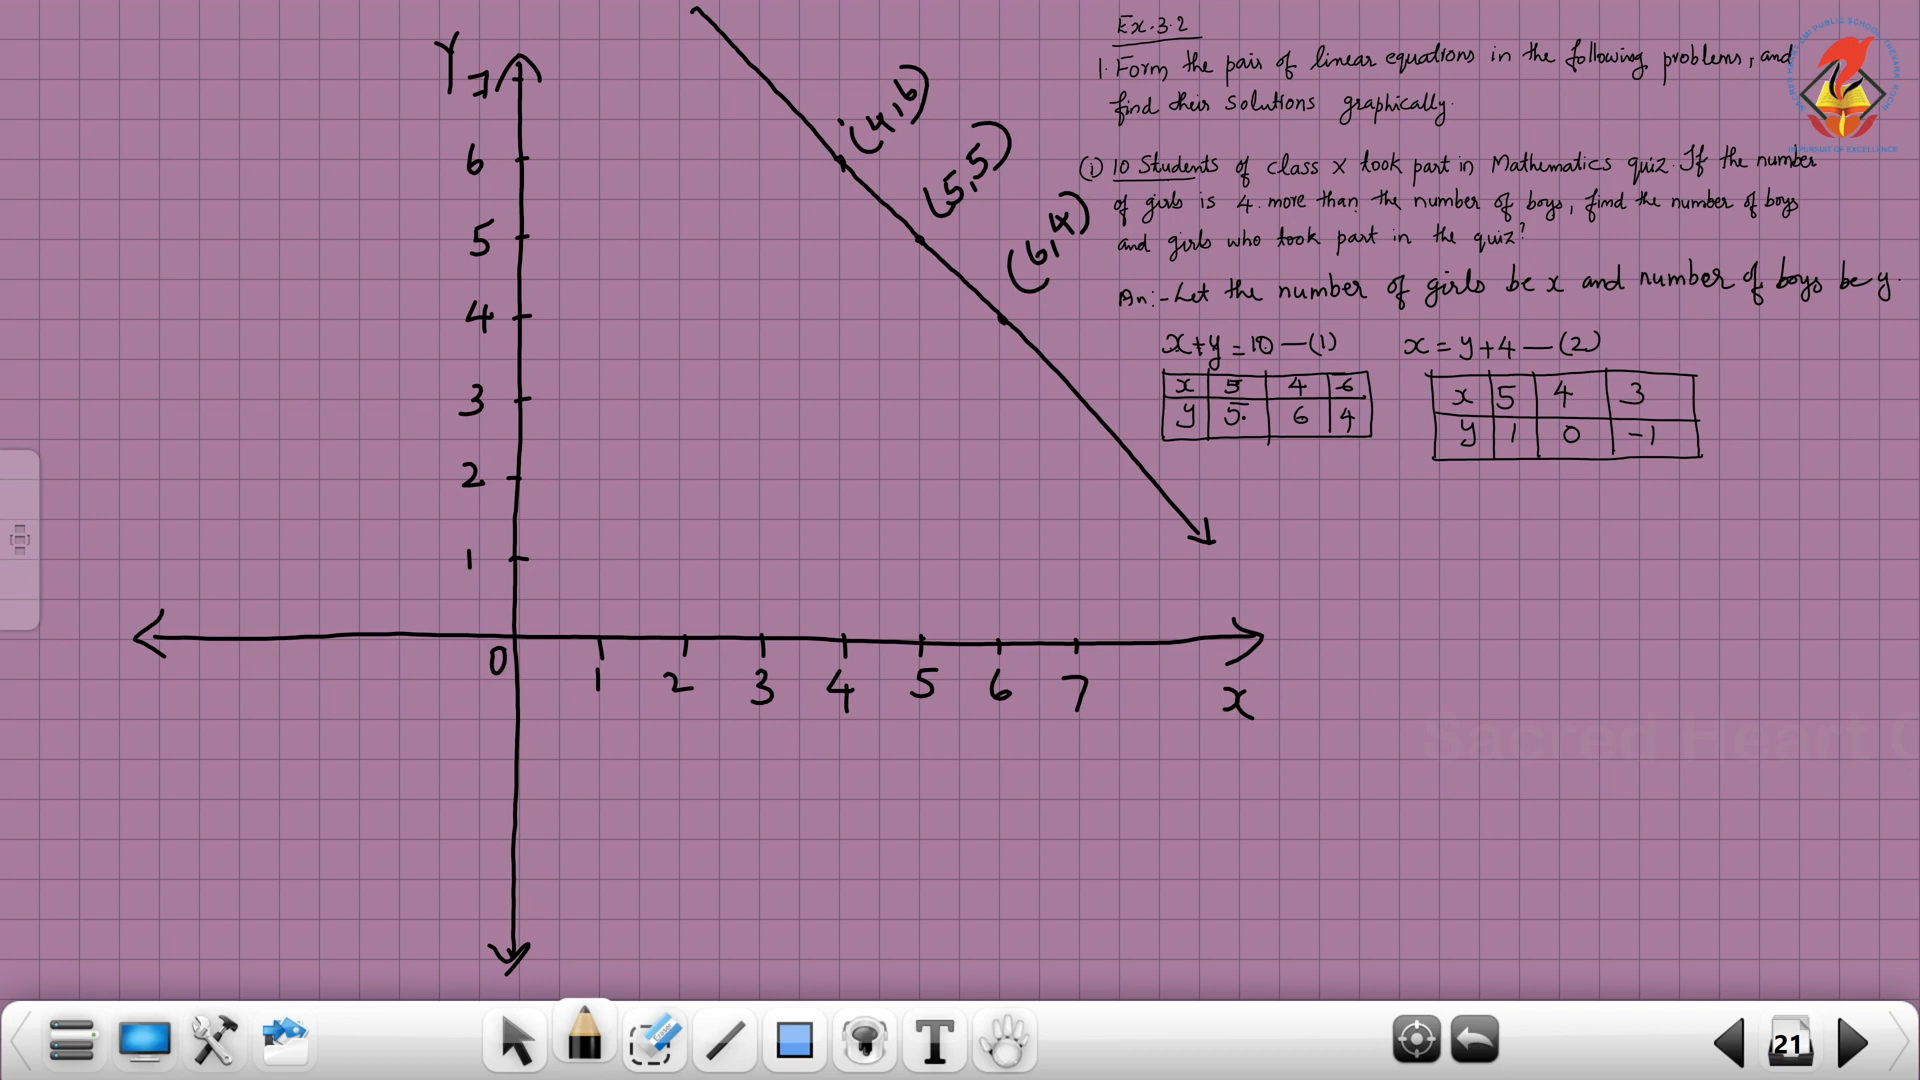 Ex.3.2
1. Form the pair of linear equations in the following problems, and
find their solutions graphically.
(i) 10 Students of class X took part in Mathematics quiz. If the number
of girls is 4 more than the number of boys, find the number of boys
and girls who took part in the quiz?
An:- Let the number of girls be x and number of boys be y.
x+y=10 —(1)
x 5 4 6
y 5 6 4
x = y+4 —(2)
x 5 4 3
y 1 0 -1
Y
7
6
5
4
3
2
1
0
1 2 3 4 5 6 7
x
(4,6)
(5,5)
(6,4)
Sacred Heart
T
21